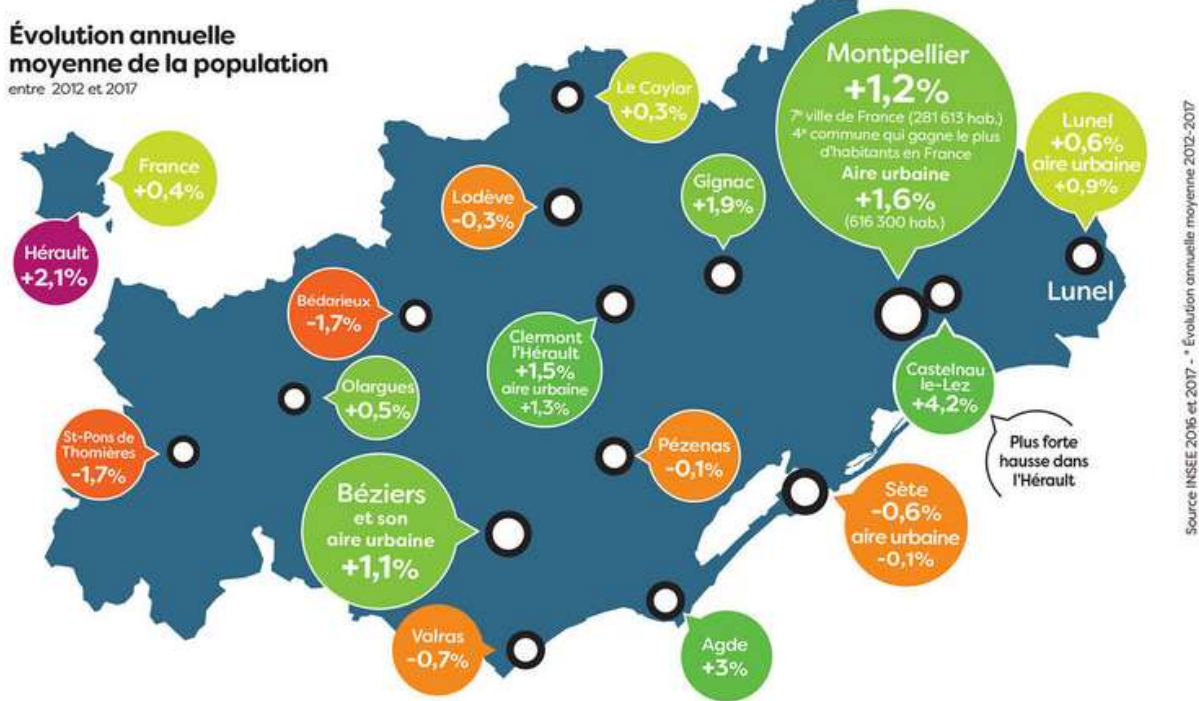 Évolution annuelle
moyenne de la population
entre 2012 et 2017
France
+0,4%
Hérault
+2,1%
Le Caylar
+0,3%
Montpellier
+1,2%
7e ville de France (281 613 hab.)
4e commune qui gagne le plus
d'habitants en France
Aire urbaine
+1,6%
(616 300 hab.)
Lunel
+0,6%
aire urbaine
+0,9%
Lodève
-0,3%
Gignac
+1,9%
Lunel
Bédarieux
-1,7%
Clermont
l'Hérault
+1,5%
aire urbaine
+1,3%
Castelnau
le-Lez
+4,2%
Plus forte
hausse dans
l'Hérault
Olargues
+0,5%
St-Pons de
Thomières
-1,7%
Pézenas
-0,1%
Béziers
et son
aire urbaine
+1,1%
Sète
-0,6%
aire urbaine
-0,1%
Valras
-0,7%
Agde
+3%
Source INSEE 2016 et 2017 - * Évolution annuelle moyenne 2012-2017